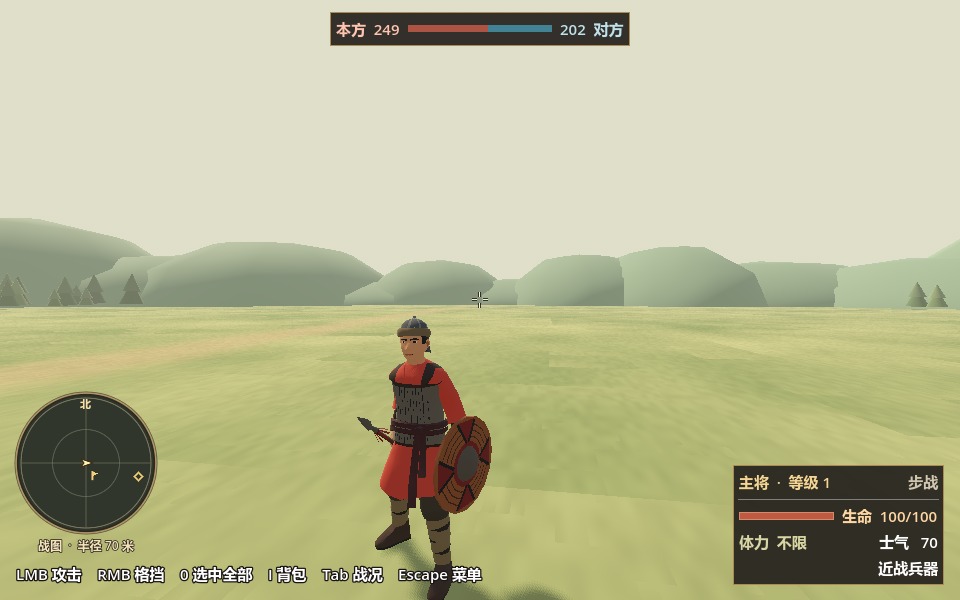 本方 249 202 对方
北
战图 · 半径 70 米
主将 · 等级 1 步战
生命 100/100
体力 不限 士气 70
近战兵器
LMB 攻击 RMB 格挡 0 选中全部 I 背包 Tab 战况 Escape 菜单